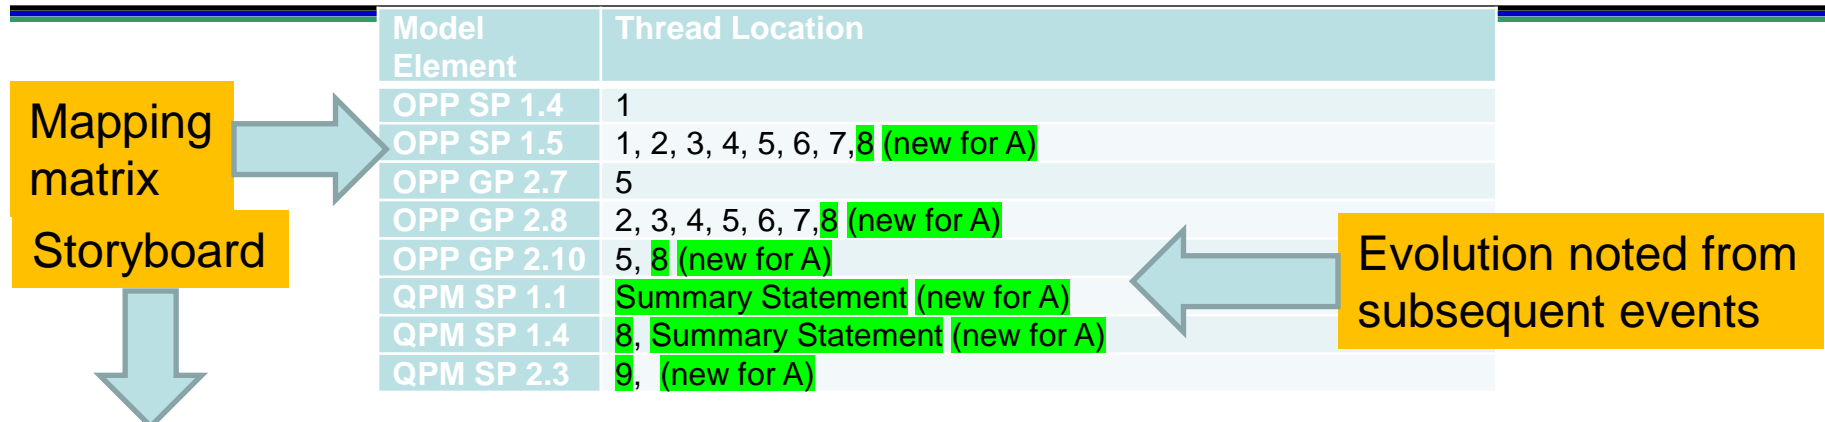 Model Element Thread Location
OPP SP 1.4 1
OPP SP 1.5 1, 2, 3, 4, 5, 6, 7,8 (new for A)
OPP GP 2.7 5
OPP GP 2.8 2, 3, 4, 5, 6, 7,8 (new for A)
OPP GP 2.10 5, 8 (new for A)
QPM SP 1.1 Summary Statement (new for A)
QPM SP 1.4 8, Summary Statement (new for A)
QPM SP 2.3 9, (new for A)
Mapping
matrix
Storyboard
Evolution noted from
subsequent events